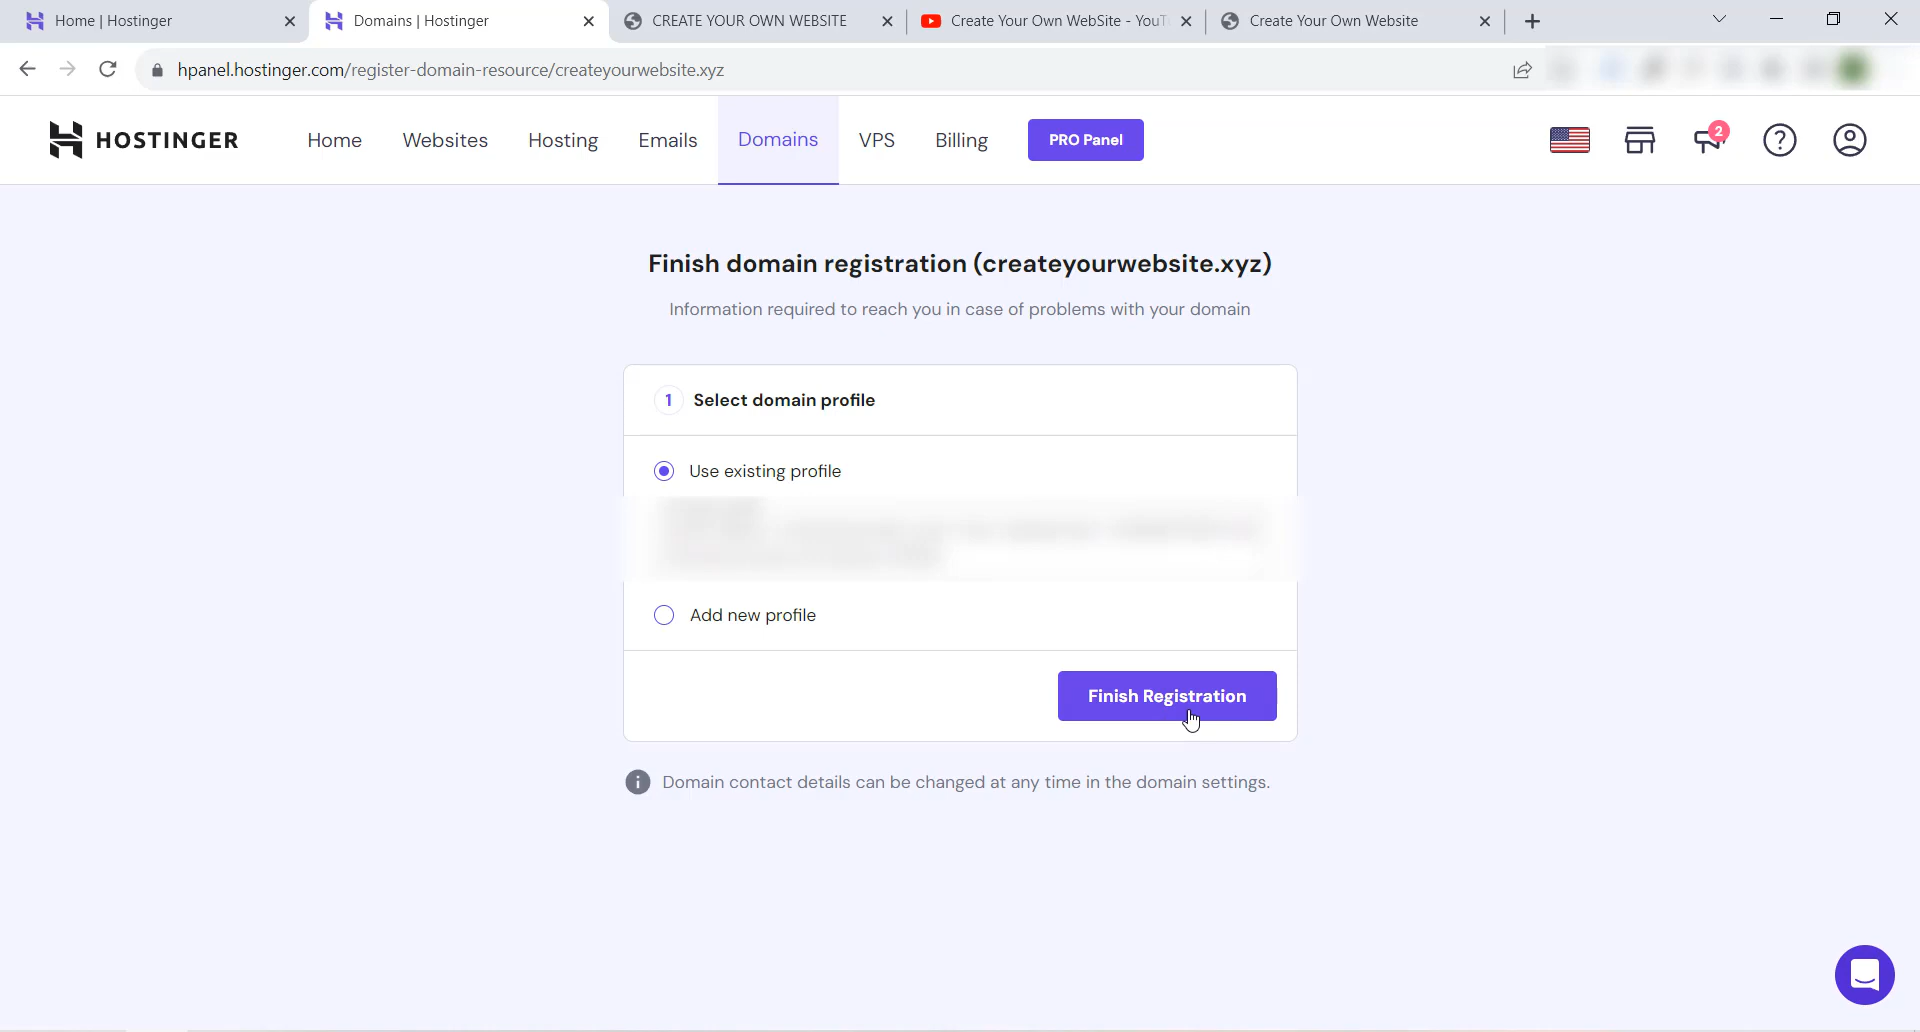 Home | Hostinger
Domains | Hostinger
CREATE YOUR OWN WEBSITE
Create Your Own WebSite - YouT
Create Your Own Website
hpanel.hostinger.com/register-domain-resource/createyourwebsite.xyz
HOSTINGER
Home
Websites
Hosting
Emails
Domains
VPS
Billing
PRO Panel
2
Finish domain registration (createyourwebsite.xyz)
Information required to reach you in case of problems with your domain
1 Select domain profile
Use existing profile
Add new profile
Finish Registration
Domain contact details can be changed at any time in the domain settings.